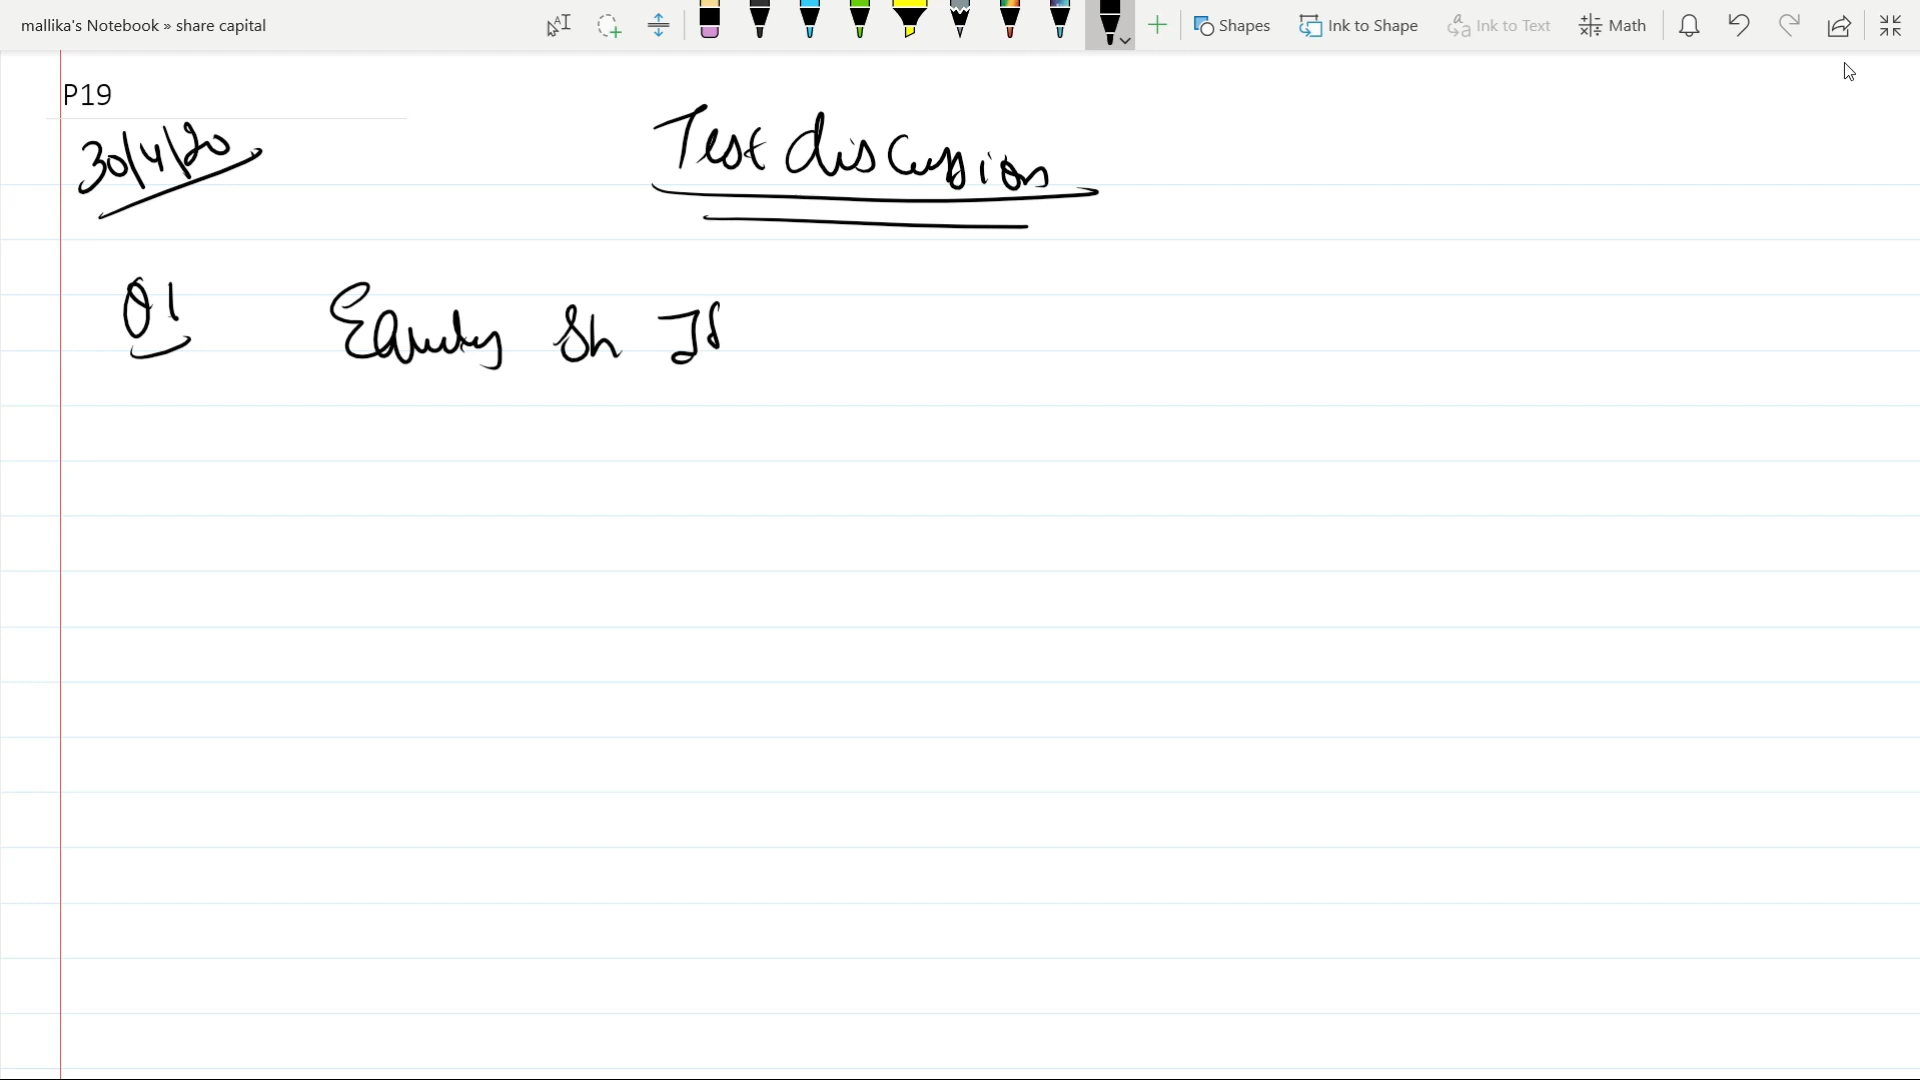 mallika's Notebook » share capital Shapes Ink to Shape Ink to Text Math
P19
30/4/20
Test discussion
Q1 Equity Sh